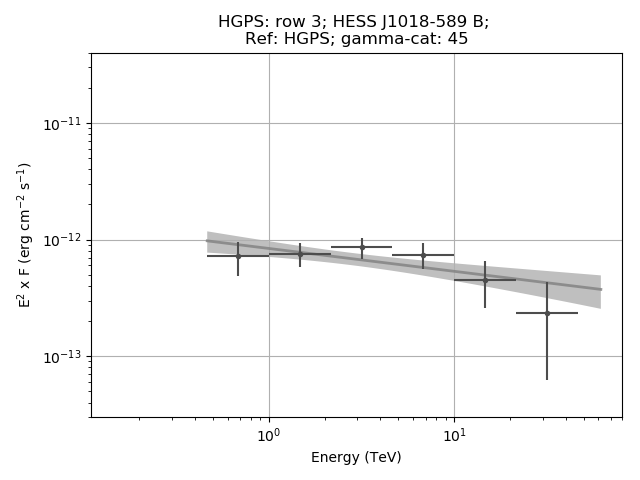 HGPS: row 3; HESS J1018-589 B;
Ref: HGPS; gamma-cat: 45
E² x F (erg cm⁻² s⁻¹)
10⁻¹¹
10⁻¹²
10⁻¹³
10⁰ 10¹
Energy (TeV)